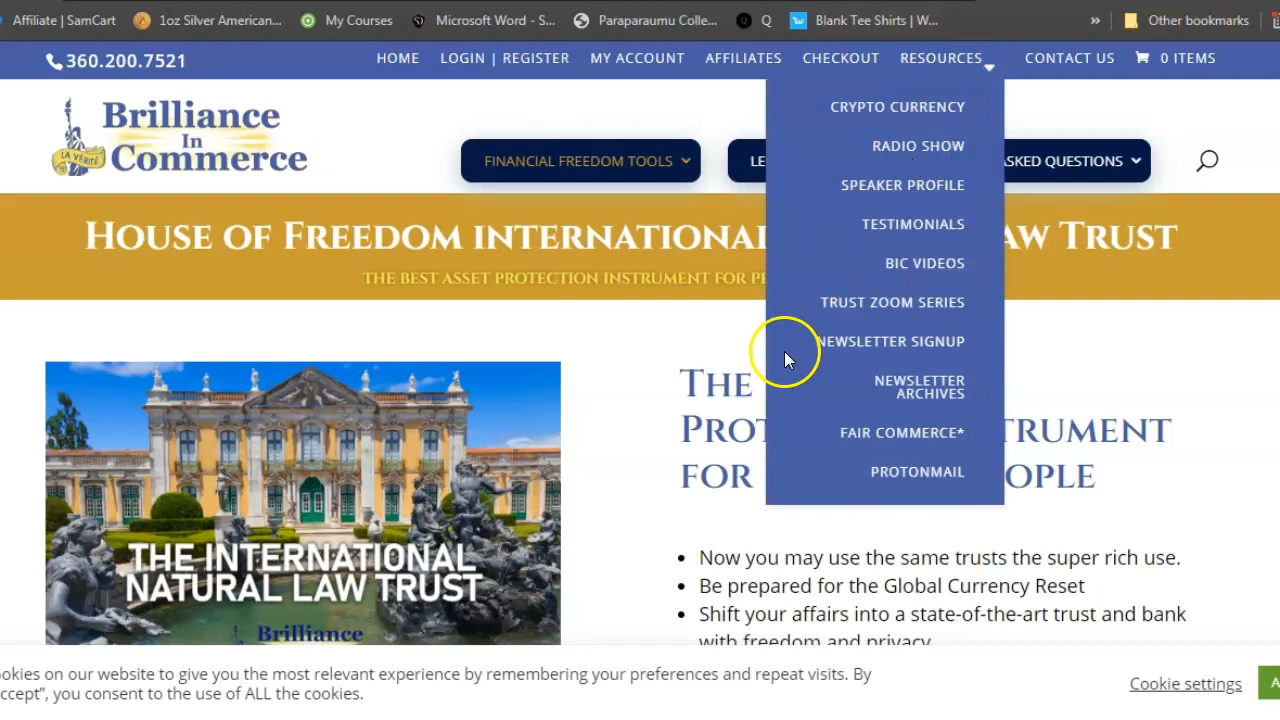 Affiliate | SamCart
1oz Silver American...
My Courses
Microsoft Word - S...
Paraparaumu Colle...
Q
Blank Tee Shirts | W...
»
Other bookmarks
360.200.7521
HOME
LOGIN | REGISTER
MY ACCOUNT
AFFILIATES
CHECKOUT
RESOURCES
CONTACT US
0 ITEMS
LA VÉRITÉ
Brilliance
In
Commerce
FINANCIAL FREEDOM TOOLS
LE
ASKED QUESTIONS
CRYPTO CURRENCY
RADIO SHOW
SPEAKER PROFILE
TESTIMONIALS
BIC VIDEOS
TRUST ZOOM SERIES
NEWSLETTER SIGNUP
NEWSLETTER
ARCHIVES
FAIR COMMERCE*
PROTONMAIL
HOUSE OF FREEDOM INTERNATIONAL AW TRUST
THE BEST ASSET PROTECTION INSTRUMENT FOR PE
THE INTERNATIONAL
NATURAL LAW TRUST
Brilliance
THE
PROT TRUMENT
FOR OPLE
• Now you may use the same trusts the super rich use.
• Be prepared for the Global Currency Reset
• Shift your affairs into a state-of-the-art trust and bank
with freedom and privacy
ookies on our website to give you the most relevant experience by remembering your preferences and repeat visits. By
ccept", you consent to the use of ALL the cookies.
Cookie settings
A